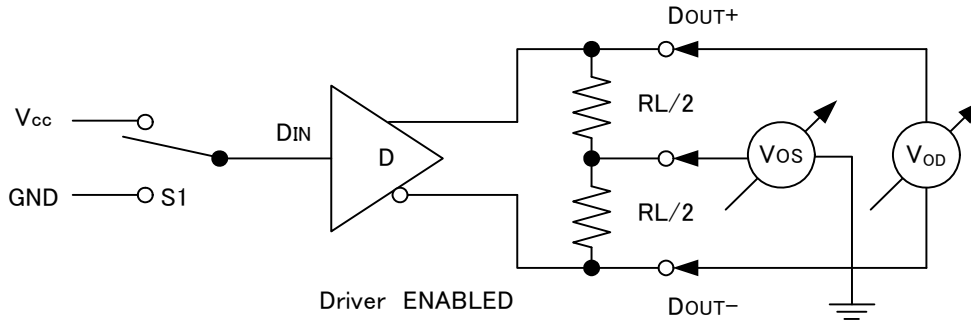 DOUT+
Vcc
DIN
RL/2
D
VOS
VOD
GND
S1
RL/2
Driver ENABLED
DOUT−